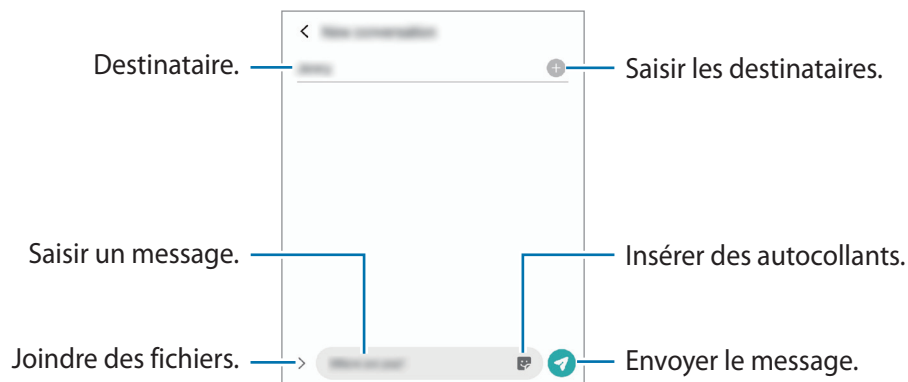 Destinataire.
Saisir les destinataires.
Saisir un message.
Insérer des autocollants.
Joindre des fichiers.
Envoyer le message.